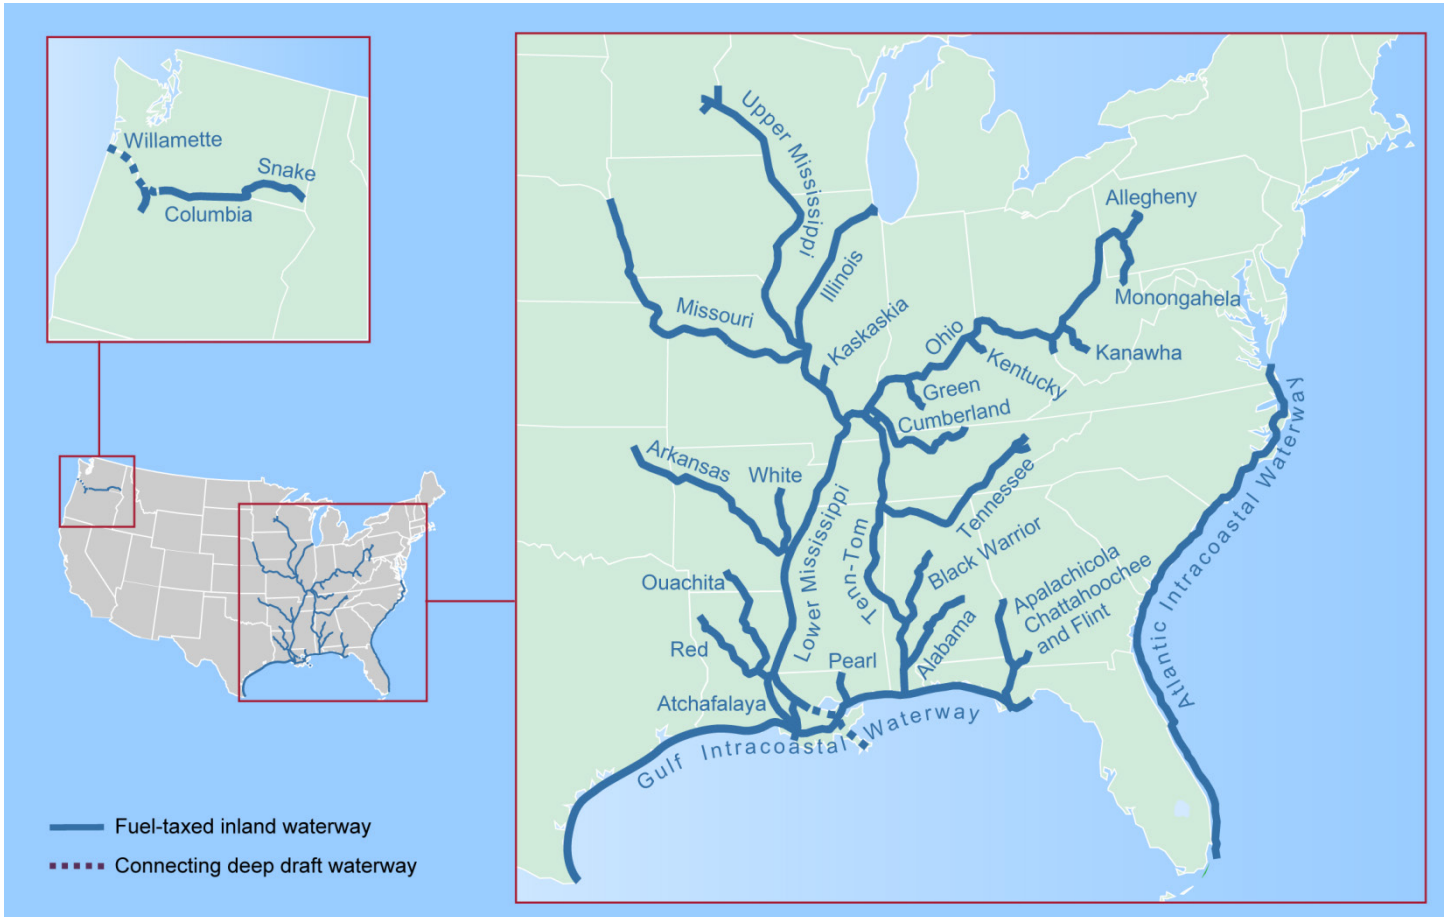 Willamette
Snake
Columbia
Upper Mississippi
Allegheny
Illinois
Monongahela
Missouri
Kaskaskia
Ohio
Kanawha
Kentucky
Green
Cumberland
Arkansas
White
Tennessee
Lower Mississippi
Tenn-Tom
Black Warrior
Apalachicola
Chattahoochee
and Flint
Atlantic Intracoastal Waterway
Ouachita
Red
Pearl
Alabama
Atchafalaya
Gulf Intracoastal Waterway
Fuel-taxed inland waterway
Connecting deep draft waterway